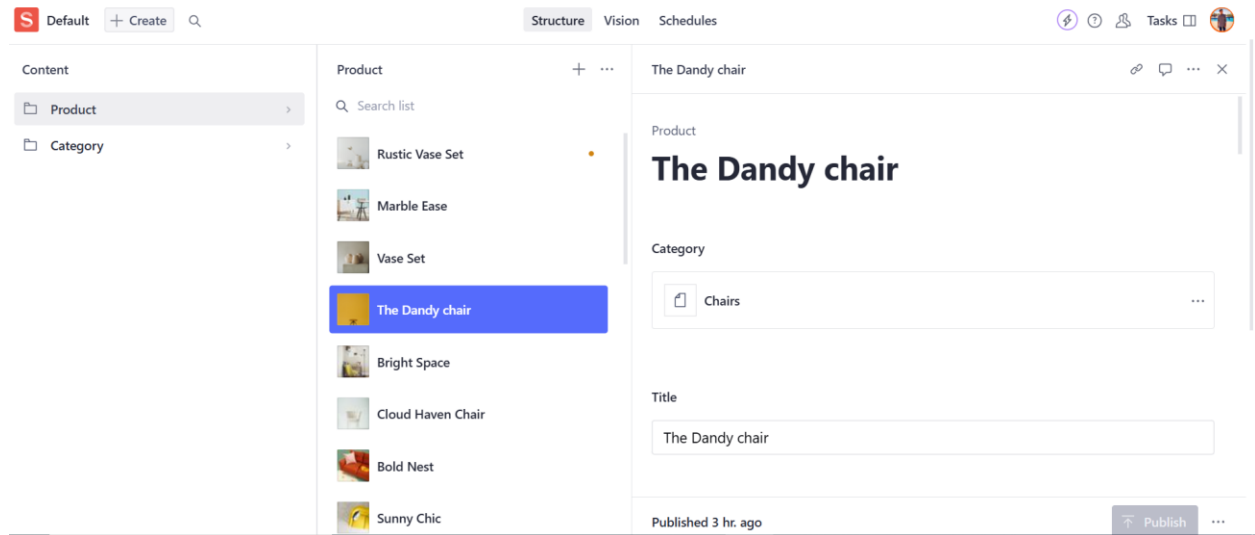 S Default + Create Structure Vision Schedules Tasks
Content
Product
Category
Product
Search list
Rustic Vase Set
Marble Ease
Vase Set
The Dandy chair
Bright Space
Cloud Haven Chair
Bold Nest
Sunny Chic
The Dandy chair
Product
The Dandy chair
Category
Chairs
Title
The Dandy chair
Published 3 hr. ago Publish